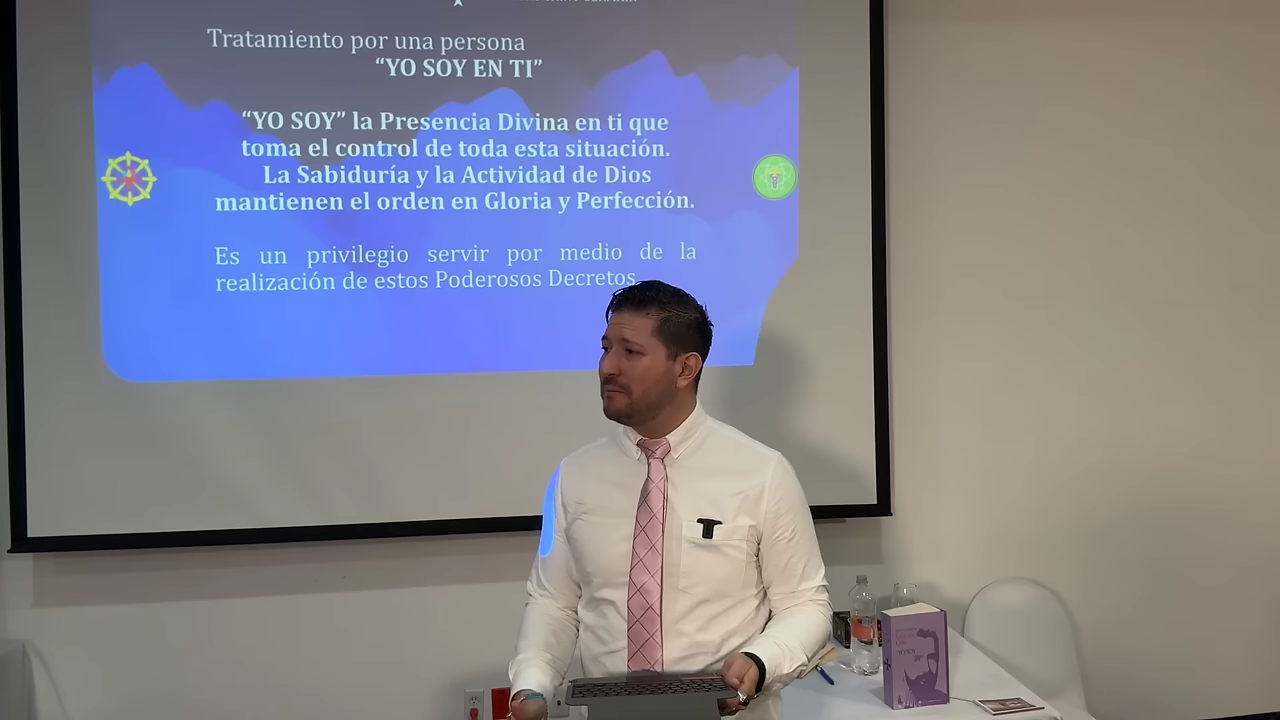 Tratamiento por una persona
“YO SOY EN TI”
“YO SOY” la Presencia Divina en ti que
toma el control de toda esta situación.
La Sabiduría y la Actividad de Dios
mantienen el orden en Gloria y Perfección.
Es un privilegio servir por medio de la
realización de estos Poderosos Decretos.